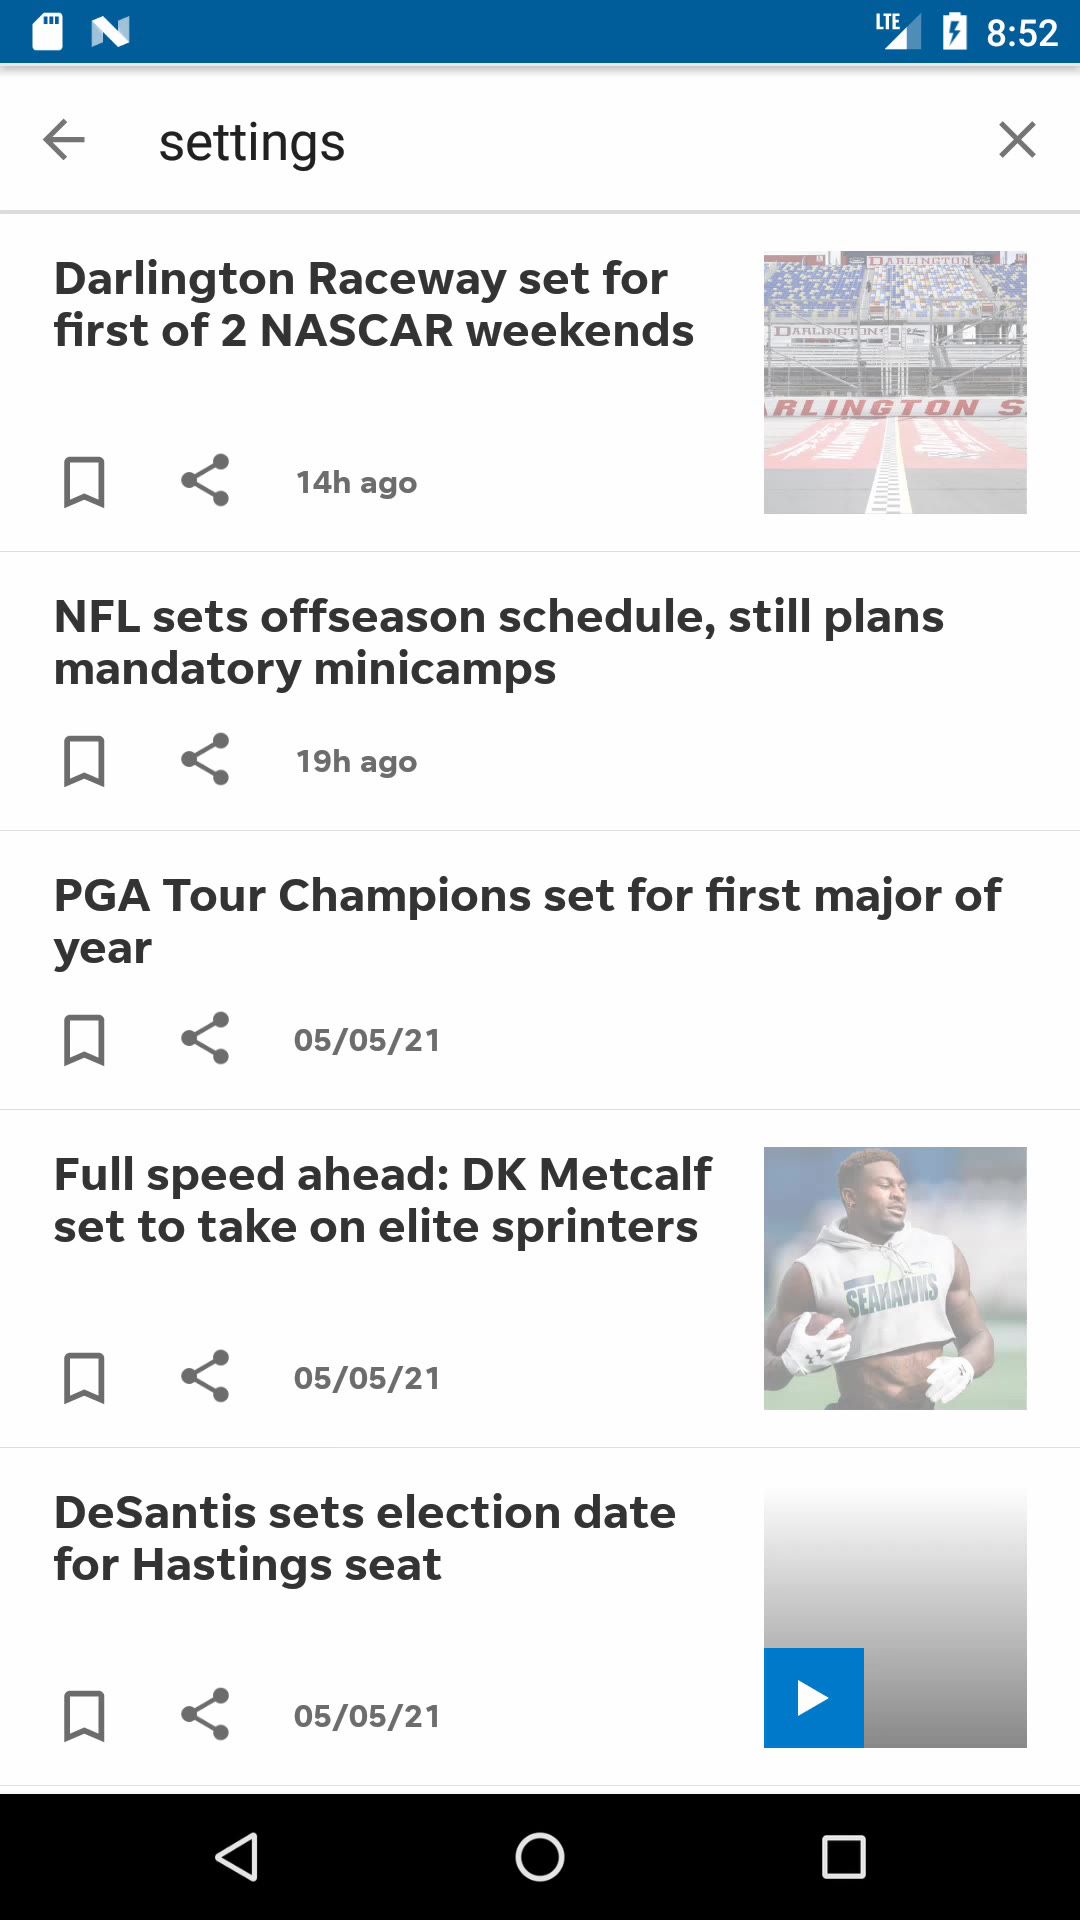 LTE 8:52
settings
Darlington Raceway set for
first of 2 NASCAR weekends
DARLINGTON
DARLINGTON
ARLINGTON S
14h ago
NFL sets offseason schedule, still plans
mandatory minicamps
19h ago
PGA Tour Champions set for first major of
year
05/05/21
Full speed ahead: DK Metcalf
set to take on elite sprinters
SEAHAWKS
05/05/21
DeSantis sets election date
for Hastings seat
05/05/21